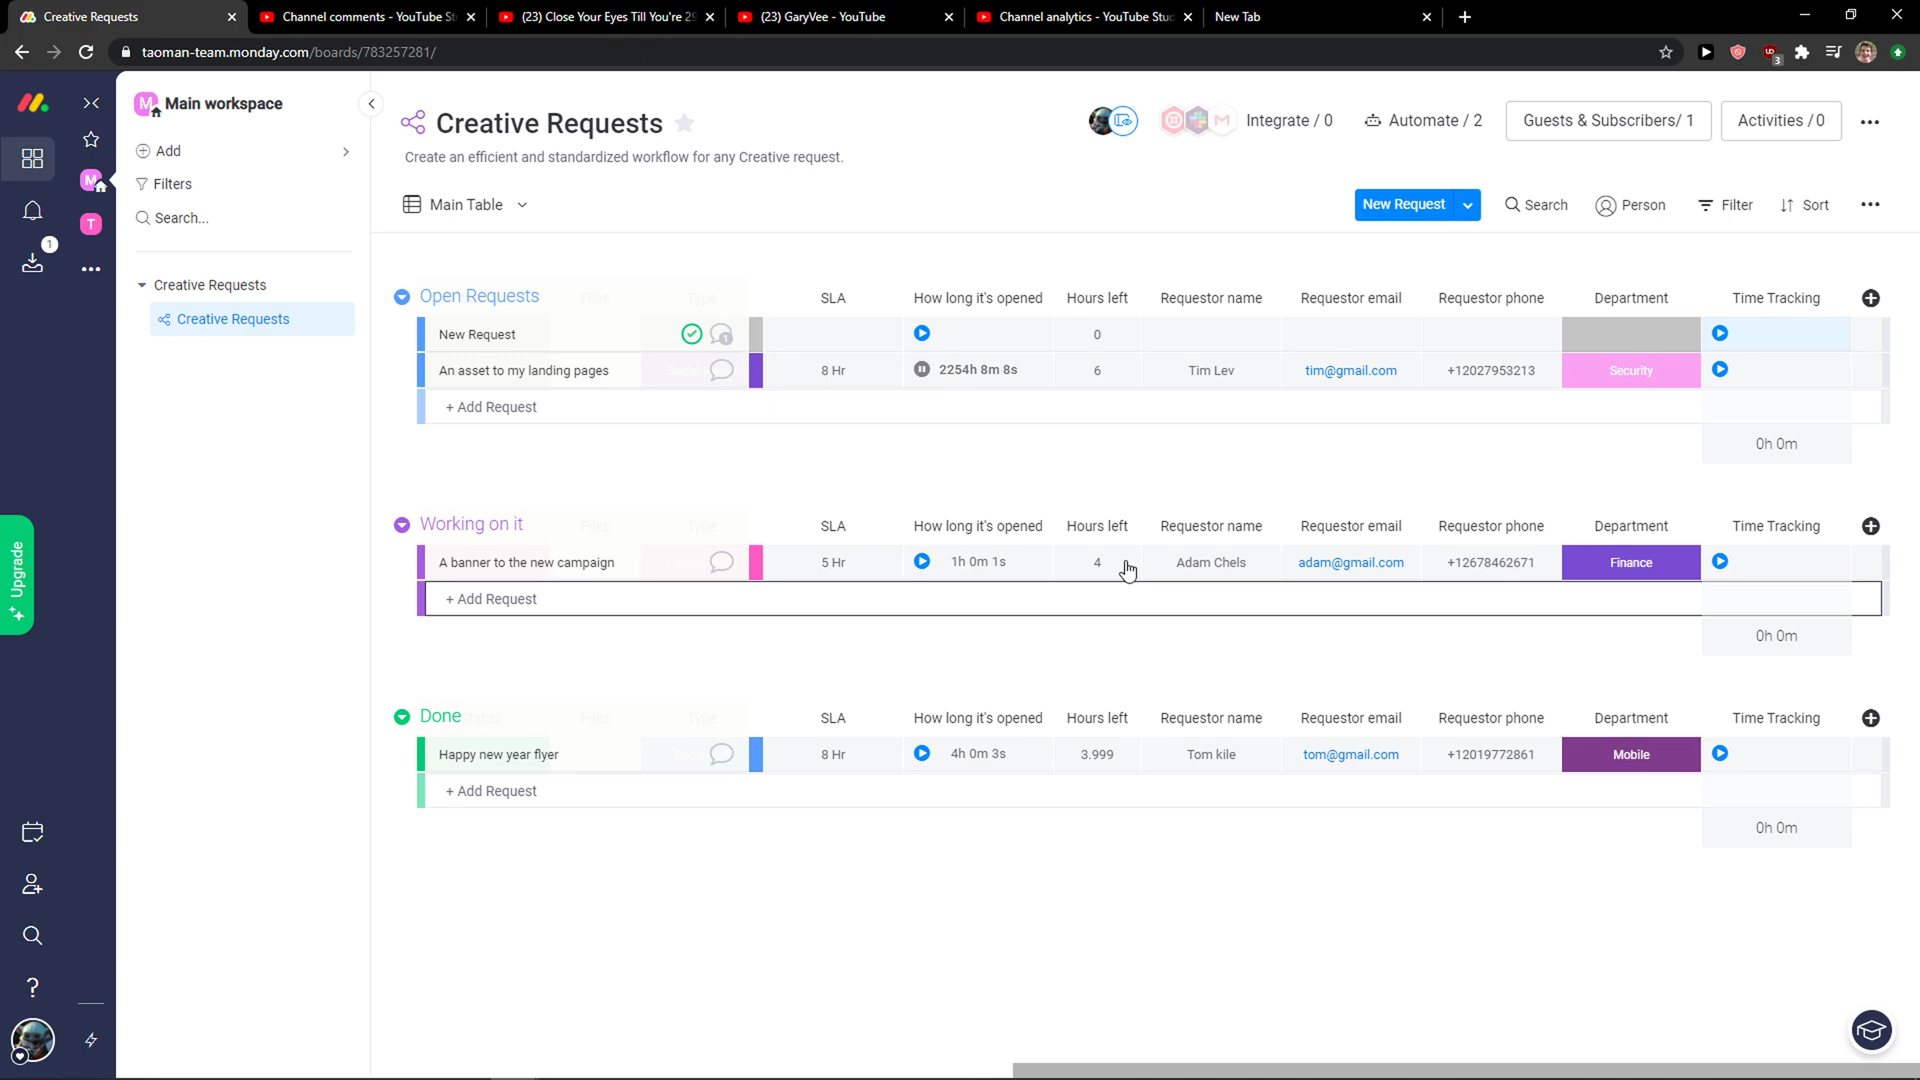 Creative Requests
Channel comments - YouTube St
(23) Close Your Eyes Till You're 29
(23) GaryVee - YouTube
Channel analytics - YouTube Stud
New Tab
taoman-team.monday.com/boards/783257281/
3
M Main workspace
Add
Filters
Search...
Creative Requests
Creative Requests
M
T
1
Upgrade
Creative Requests
Create an efficient and standardized workflow for any Creative request.
Integrate / 0
Automate / 2
Guests & Subscribers/ 1
Activities / 0
Main Table
New Request
Search
Person
Filter
Sort
Open Requests Files Type SLA How long it's opened Hours left Requestor name Requestor email Requestor phone Department Time Tracking
New Request 1 0
An asset to my landing pages 8 Hr 2254h 8m 8s 6 Tim Lev tim@gmail.com +12027953213 Security
+ Add Request
0h 0m
Working on it Files Type SLA How long it's opened Hours left Requestor name Requestor email Requestor phone Department Time Tracking
A banner to the new campaign 5 Hr 1h 0m 1s 4 Adam Chels adam@gmail.com +12678462671 Finance
+ Add Request
0h 0m
Done Status Files Type SLA How long it's opened Hours left Requestor name Requestor email Requestor phone Department Time Tracking
Happy new year flyer 8 Hr 4h 0m 3s 3.999 Tom kile tom@gmail.com +12019772861 Mobile
+ Add Request
0h 0m